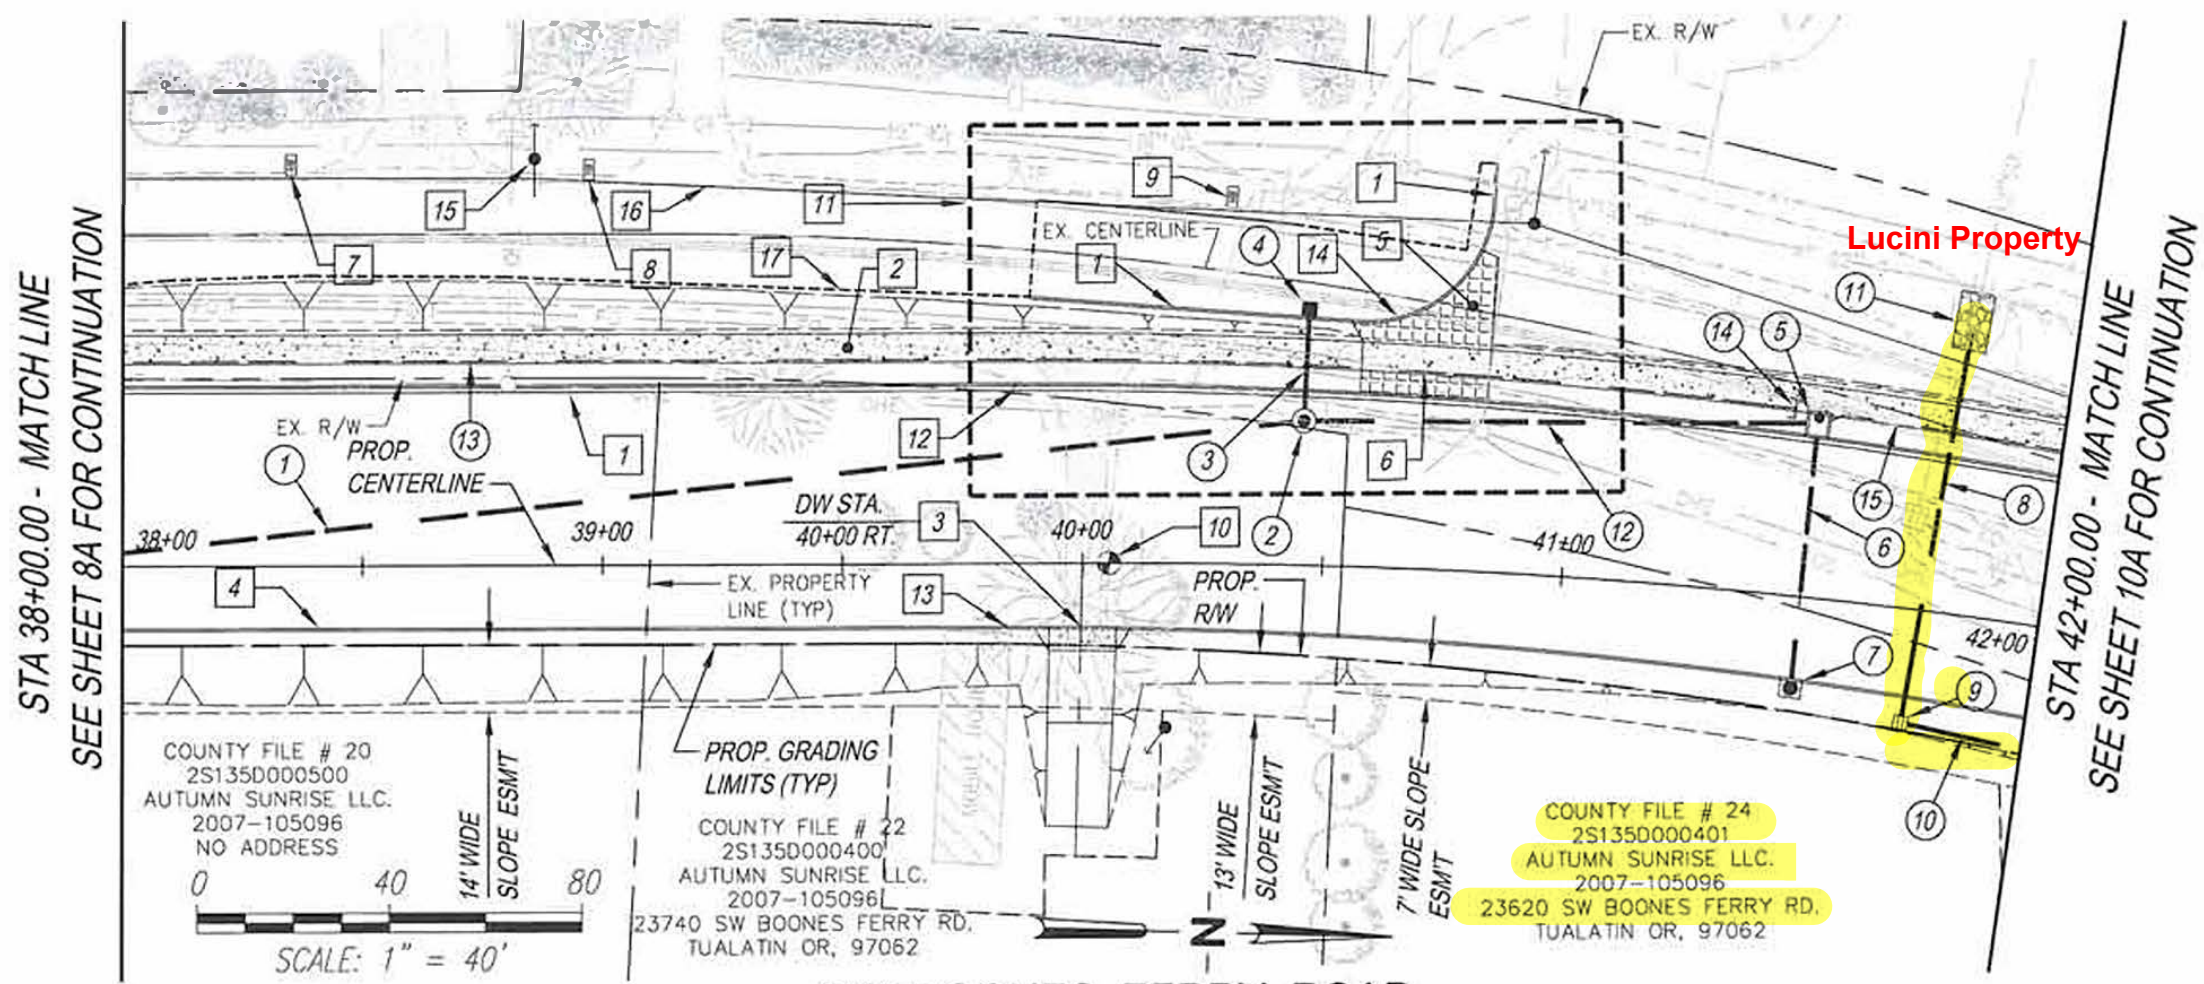 STA 38+00.00 - MATCH LINE
SEE SHEET 8A FOR CONTINUATION
EX. R/W
Lucini Property
15
16
11
9
1
7
8
17
2
EX. CENTERLINE
4
14
5
1
11
14
5
EX. R/W
13
PROP.
CENTERLINE
1
1
12
3
6
12
15
8
6
38+00
39+00
DW STA.
40+00 RT.
3
40+00
10
2
41+00
42+00
4
EX. PROPERTY
LINE (TYP)
13
PROP.
R/W
7
9
10
PROP. GRADING
LIMITS (TYP)
COUNTY FILE # 20
2S135D000500
AUTUMN SUNRISE LLC.
2007-105096
NO ADDRESS
14' WIDE
SLOPE ESM'T
COUNTY FILE # 22
2S135D000400
AUTUMN SUNRISE LLC.
2007-105096
23740 SW BOONES FERRY RD.
TUALATIN OR, 97062
13' WIDE
SLOPE ESM'T
7' WIDE SLOPE
ESM'T
COUNTY FILE # 24
2S135D000401
AUTUMN SUNRISE LLC.
2007-105096
23620 SW BOONES FERRY RD.
TUALATIN OR, 97062
0 40 80
SCALE: 1" = 40'
N
STA 42+00.00 - MATCH LINE
SEE SHEET 10A FOR CONTINUATION